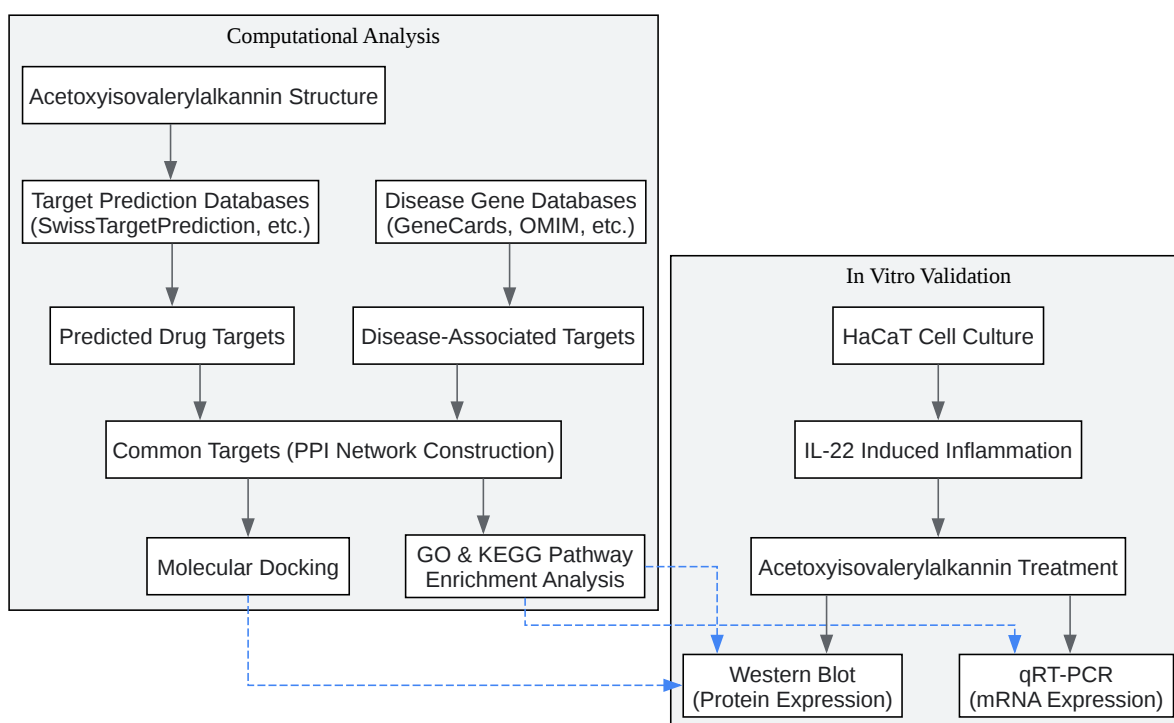 Computational Analysis
Acetoxyisovalerylalkannin Structure
Target Prediction Databases
(SwissTargetPrediction, etc.)
Disease Gene Databases
(GeneCards, OMIM, etc.)
Predicted Drug Targets
Disease-Associated Targets
Common Targets (PPI Network Construction)
Molecular Docking
GO & KEGG Pathway
Enrichment Analysis
In Vitro Validation
HaCaT Cell Culture
IL-22 Induced Inflammation
Acetoxyisovalerylalkannin Treatment
Western Blot
(Protein Expression)
qRT-PCR
(mRNA Expression)